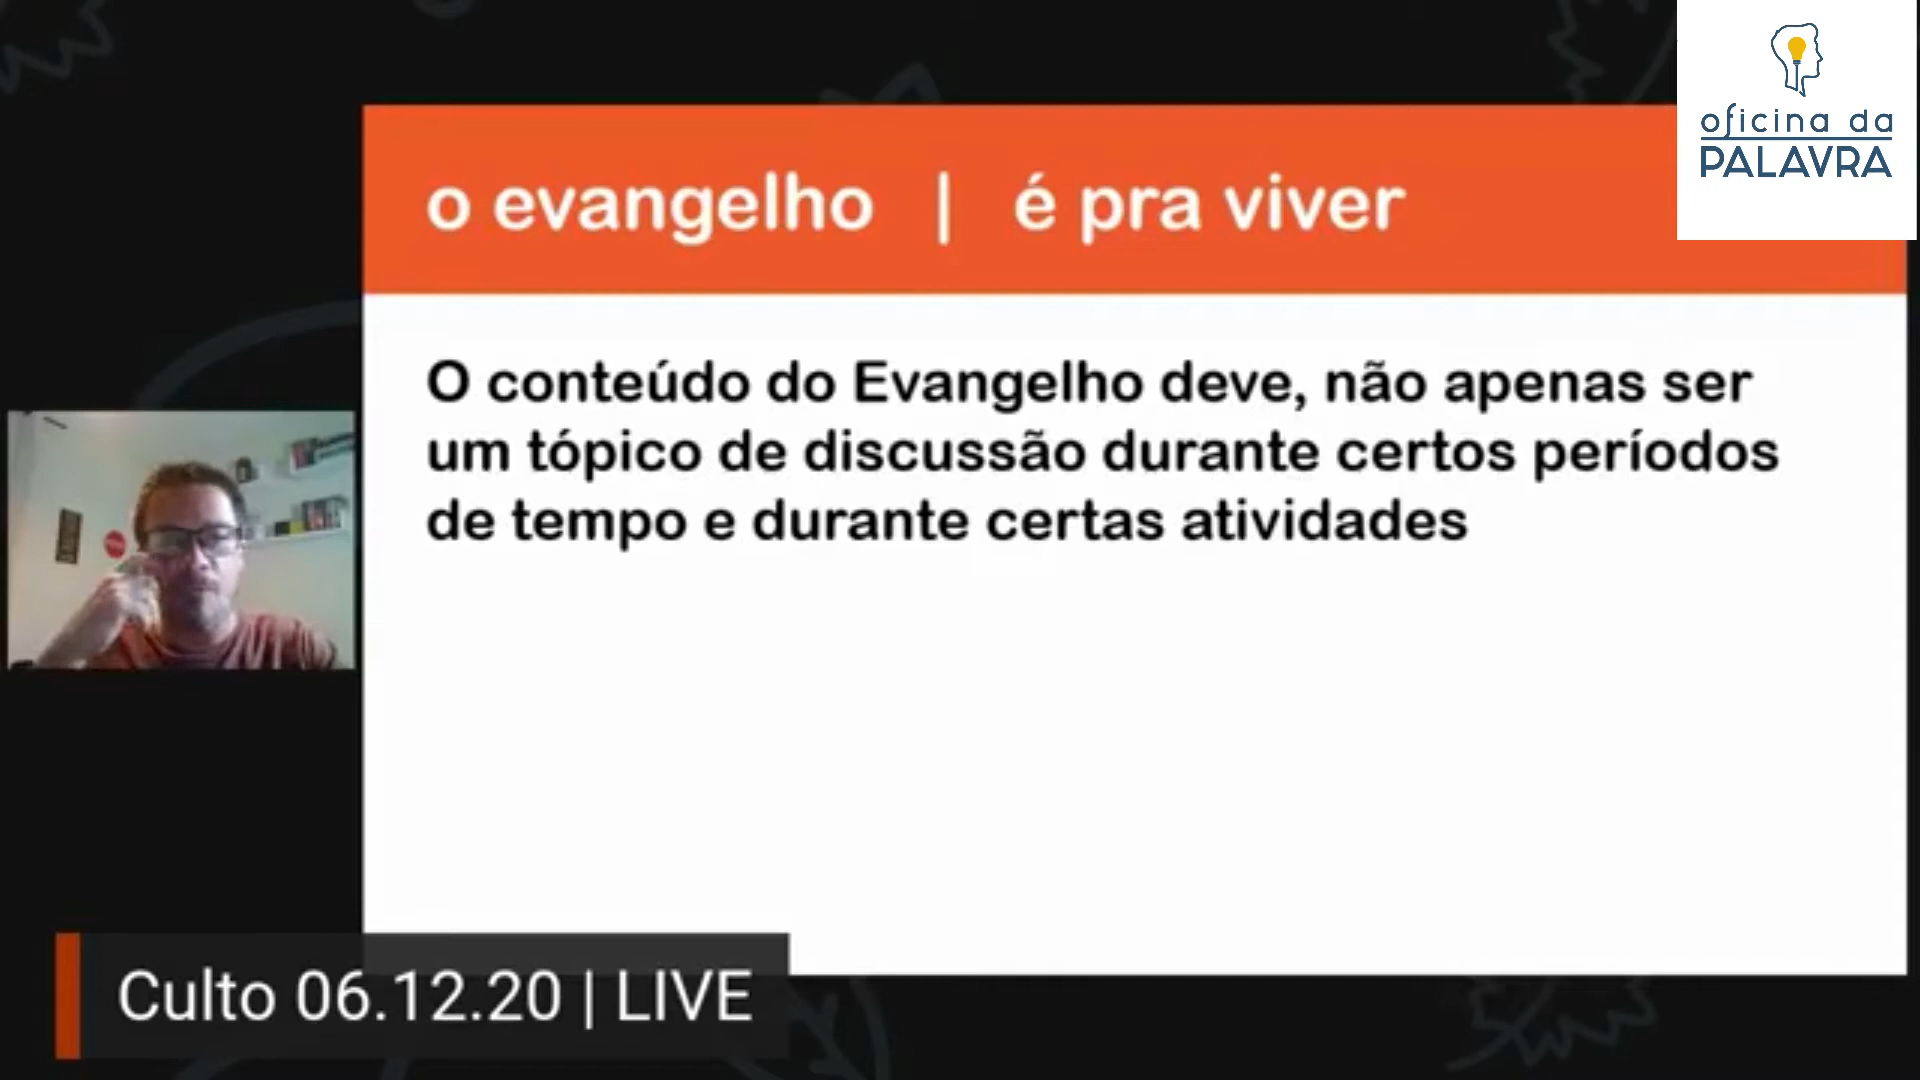 oficina da
PALAVRA
o evangelho | é pra viver
O conteúdo do Evangelho deve, não apenas ser
um tópico de discussão durante certos períodos
de tempo e durante certas atividades
Culto 06.12.20 | LIVE